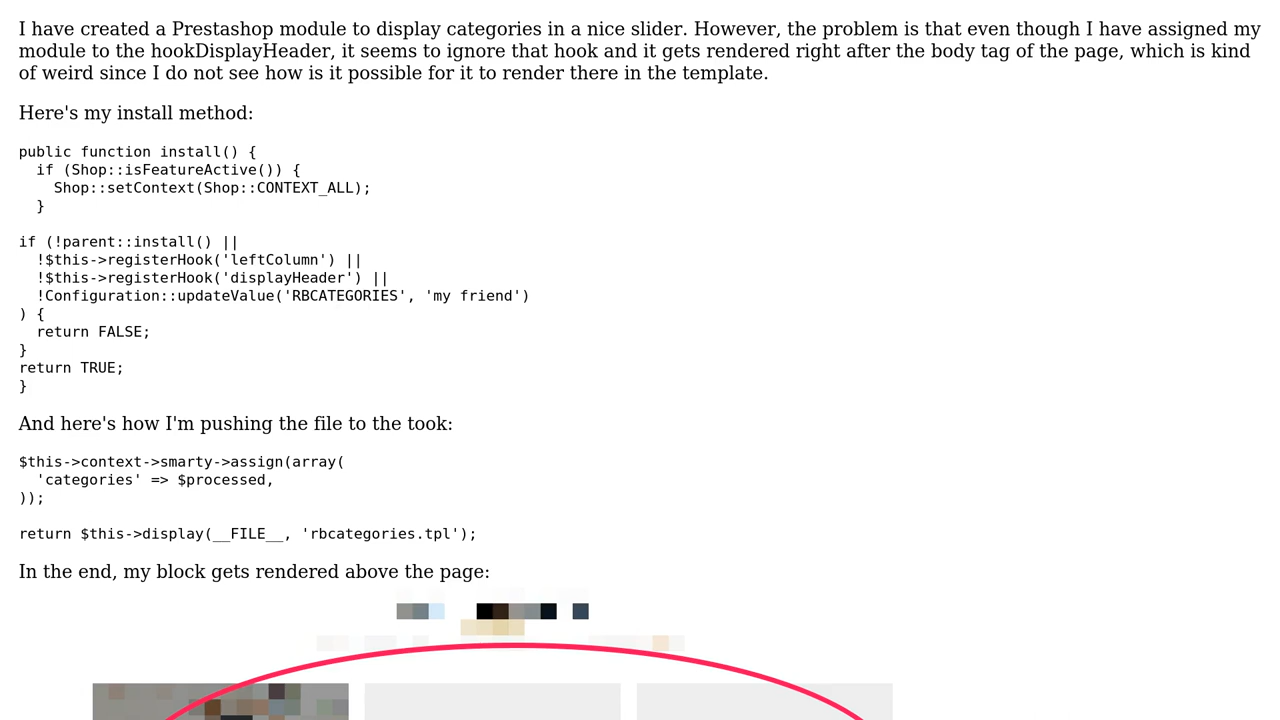 I have created a Prestashop module to display categories in a nice slider. However, the problem is that even though I have assigned my
module to the hookDisplayHeader, it seems to ignore that hook and it gets rendered right after the body tag of the page, which is kind
of weird since I do not see how is it possible for it to render there in the template.
Here's my install method:
public function install() {
  if (Shop::isFeatureActive()) {
    Shop::setContext(Shop::CONTEXT_ALL);
  }
if (!parent::install() ||
  !$this->registerHook('leftColumn') ||
  !$this->registerHook('displayHeader') ||
  !Configuration::updateValue('RBCATEGORIES', 'my friend')
) {
  return FALSE;
}
return TRUE;
}
And here's how I'm pushing the file to the took:
$this->context->smarty->assign(array(
  'categories' => $processed,
));
return $this->display(__FILE__, 'rbcategories.tpl');
In the end, my block gets rendered above the page: